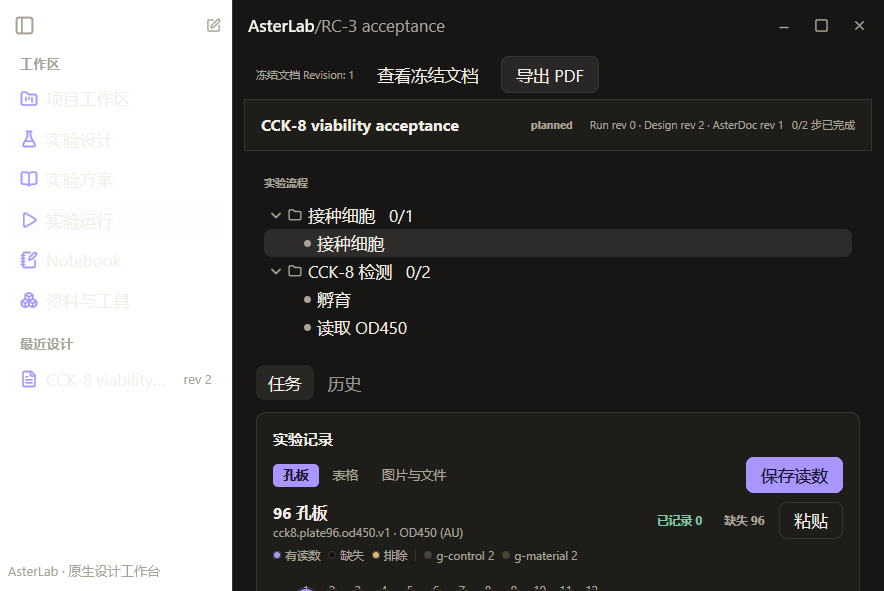 AsterLab/RC-3 acceptance
工作区
项目工作区
实验设计
实验方案
实验运行
Notebook
资料与工具
最近设计
CCK-8 viability... rev 2
AsterLab · 原生设计工作台
冻结文档 Revision: 1 查看冻结文档 导出 PDF
CCK-8 viability acceptance planned Run rev 0 · Design rev 2 · AsterDoc rev 1 0/2 步已完成
实验流程
接种细胞 0/1
接种细胞
CCK-8 检测 0/2
孵育
读取 OD450
任务 历史
实验记录
孔板 表格 图片与文件 保存读数
96 孔板 已记录 0 缺失 96 粘贴
cck8.plate96.od450.v1 · OD450 (AU)
有读数 缺失 排除 g-control 2 g-material 2